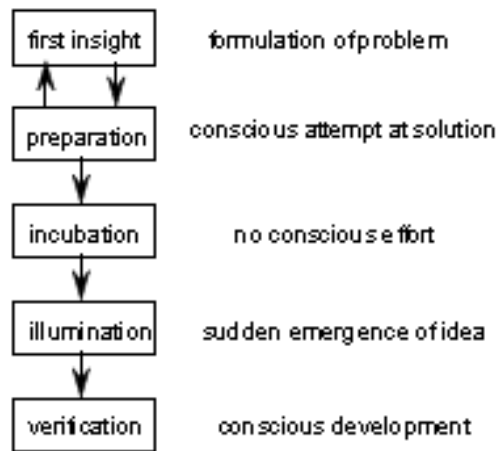 first insight formulation of problem
preparation conscious attempt at solution
incubation no conscious effort
illumination sudden emergence of idea
verification conscious development